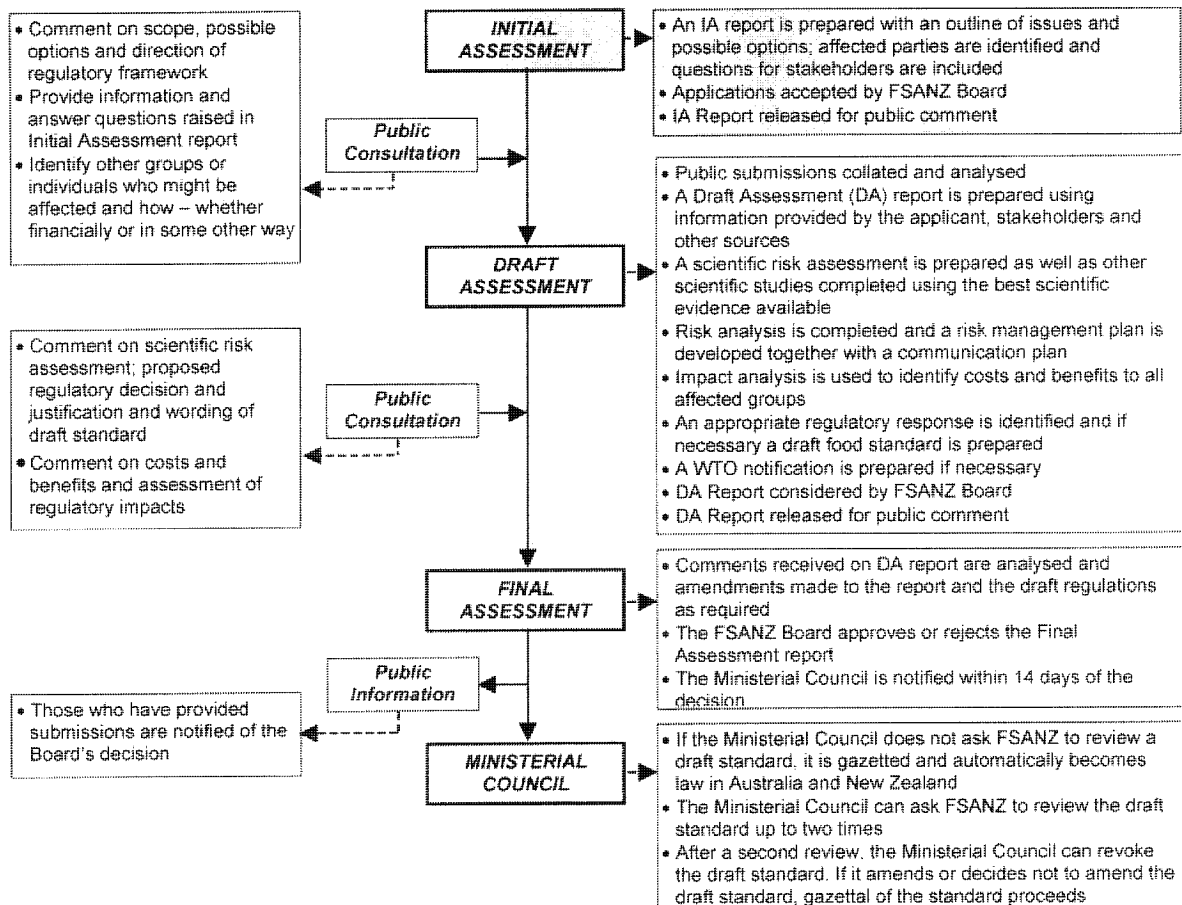 INITIAL
ASSESSMENT
• An IA report is prepared with an outline of issues and
possible options; affected parties are identified and
questions for stakeholders are included
• Applications accepted by FSANZ Board
• IA Report released for public comment
• Comment on scope, possible
options and direction of
regulatory framework
• Provide information and
answer questions raised in
Initial Assessment report
• Identify other groups or
individuals who might be
affected and how – whether
financially or in some other way
Public
Consultation
DRAFT
ASSESSMENT
• Public submissions collated and analysed
• A Draft Assessment (DA) report is prepared using
information provided by the applicant, stakeholders and
other sources
• A scientific risk assessment is prepared as well as other
scientific studies completed using the best scientific
evidence available
• Risk analysis is completed and a risk management plan is
developed together with a communication plan
• Impact analysis is used to identify costs and benefits to all
affected groups
• An appropriate regulatory response is identified and if
necessary a draft food standard is prepared
• A WTO notification is prepared if necessary
• DA Report considered by FSANZ Board
• DA Report released for public comment
• Comment on scientific risk
assessment; proposed
regulatory decision and
justification and wording of
draft standard
• Comment on costs and
benefits and assessment of
regulatory impacts
Public
Consultation
FINAL
ASSESSMENT
• Comments received on DA report are analysed and
amendments made to the report and the draft regulations
as required
• The FSANZ Board approves or rejects the Final
Assessment report
• The Ministerial Council is notified within 14 days of the
decision
Public
Information
• Those who have provided
submissions are notified of the
Board's decision
MINISTERIAL
COUNCIL
• If the Ministerial Council does not ask FSANZ to review a
draft standard, it is gazetted and automatically becomes
law in Australia and New Zealand
• The Ministerial Council can ask FSANZ to review the draft
standard up to two times
• After a second review, the Ministerial Council can revoke
the draft standard. If it amends or decides not to amend the
draft standard, gazettal of the standard proceeds